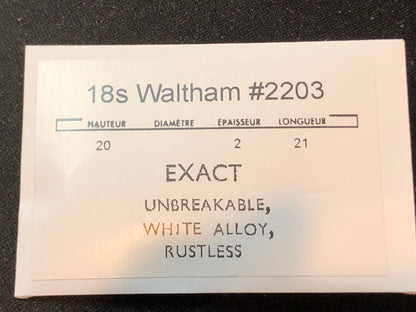 18s Waltham #2203
HAUTEUR DIAMÈTRE ÉPAISSEUR LONGUEUR
20 2 21
EXACT
UNBREAKABLE,
WHITE ALLOY,
RUSTLESS